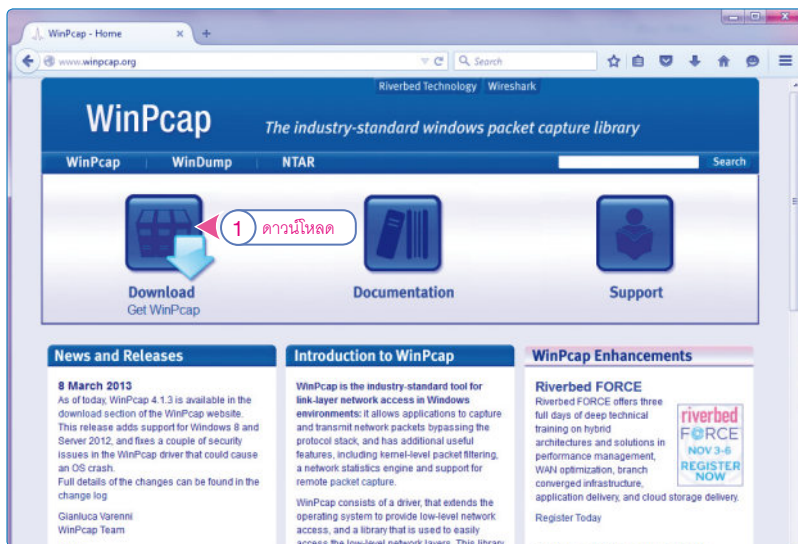 WinPcap - Home
www.winpcap.org
Search
Riverbed Technology Wireshark
WinPcap
The industry-standard windows packet capture library
WinPcap WinDump NTAR
Search
1 ดาวน์โหลด
Download
Get WinPcap
Documentation
Support
News and Releases
8 March 2013
As of today, WinPcap 4.1.3 is available in the
download section of the WinPcap website.
This release adds support for Windows 8 and
Server 2012, and fixes a couple of security
issues in the WinPcap driver that could cause
an OS crash.
Full details of the changes can be found in the
change log
Gianluca Varenni
WinPcap Team
Introduction to WinPcap
WinPcap is the industry-standard tool for
link-layer network access in Windows
environments: it allows applications to capture
and transmit network packets bypassing the
protocol stack, and has additional useful
features, including kernel-level packet filtering,
a network statistics engine and support for
remote packet capture.
WinPcap consists of a driver, that extends the
operating system to provide low-level network
access, and a library that is used to easily
access the low-level network layers. This library
WinPcap Enhancements
Riverbed FORCE
Riverbed FORCE offers three
full days of deep technical
training on hybrid
architectures and solutions in
performance management,
WAN optimization, branch
converged infrastructure,
application delivery, and cloud storage delivery.
riverbed
FORCE
NOV 3-6
REGISTER
NOW
Register Today